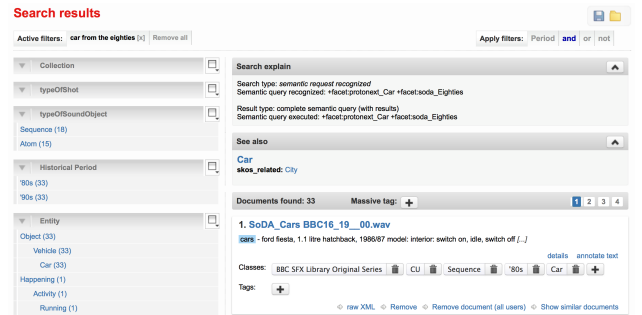 Search results
Active filters: car from the eighties [x] Remove all
Apply filters: Period and or not
Collection
typeOfShot
typeOfSoundObject
Sequence (18)
Atom (15)
Historical Period
'80s (33)
'90s (33)
Entity
Object (33)
Vehicle (33)
Car (33)
Happening (1)
Activity (1)
Running (1)
Search explain
Search type: semantic request recognized
Semantic query recognized: +facet:protonext_Car +facet:soda_Eighties
Result type: complete semantic query (with results)
Semantic query executed: +facet:protonext_Car +facet:soda_Eighties
See also
Car
skos_related: City
Documents found: 33 Massive tag: +
1 2 3 4
1. SoDA_Cars BBC16_19__00.wav
cars - ford fiesta, 1.1 litre hatchback, 1986/87 model: interior: switch on, idle, switch off [...]
details annotate text
Classes: BBC SFX Library Original Series CU Sequence '80s Car +
Tags: +
raw XML Remove Remove document (all users) Show similar documents